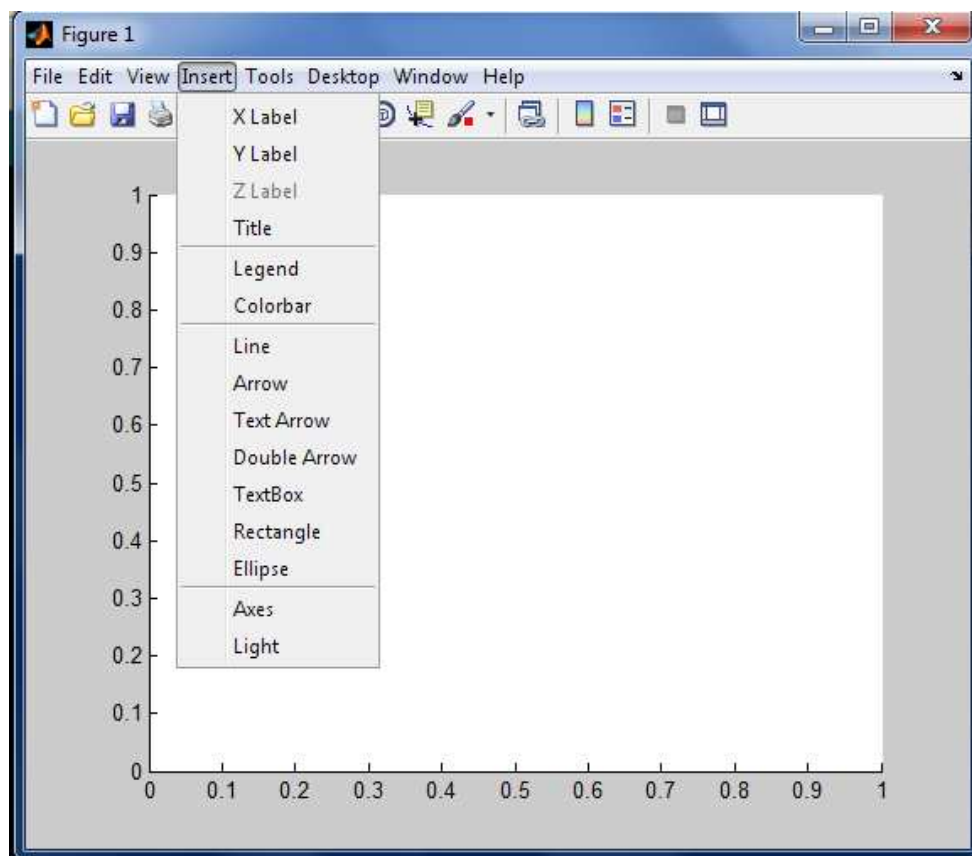 Figure 1
File Edit View Insert Tools Desktop Window Help
X Label
Y Label
Z Label
Title
Legend
Colorbar
Line
Arrow
Text Arrow
Double Arrow
TextBox
Rectangle
Ellipse
Axes
Light
1
0.9
0.8
0.7
0.6
0.5
0.4
0.3
0.2
0.1
0
0 0.1 0.2 0.3 0.4 0.5 0.6 0.7 0.8 0.9 1